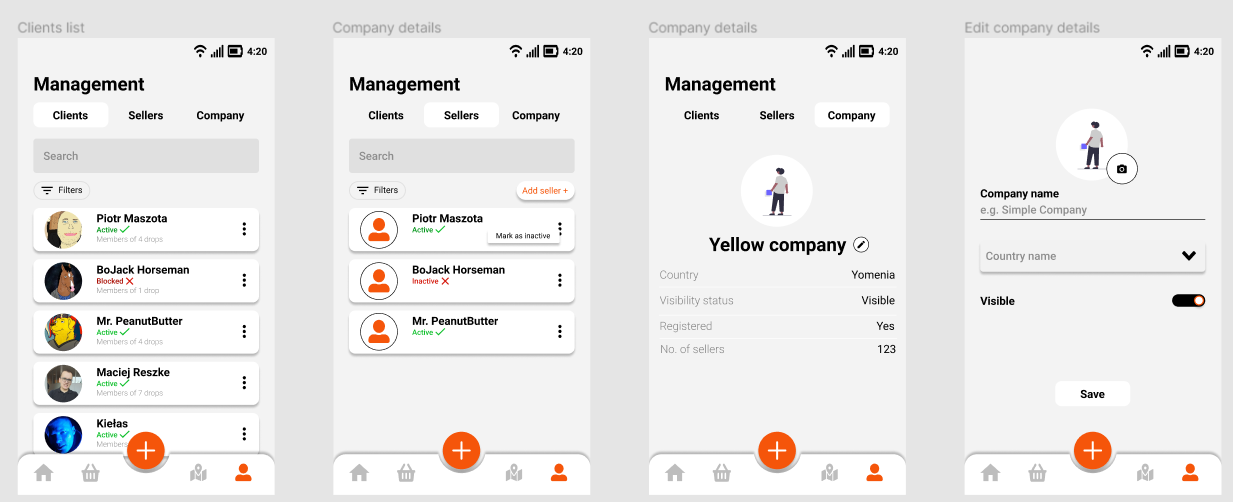 Clients list
4:20
Management
Clients Sellers Company
Search
Filters
Piotr Maszota
Active
Members of 4 drops
BoJack Horseman
Blocked
Members of 1 drop
Mr. PeanutButter
Active
Members of 4 drops
Maciej Reszke
Active
Members of 7 drops
Kiełas
Active
Company details
4:20
Management
Clients Sellers Company
Search
Filters
Add seller +
Piotr Maszota
Active
Mark as inactive
BoJack Horseman
Inactive
Mr. PeanutButter
Active
Company details
4:20
Management
Clients Sellers Company
Yellow company
Country Yomenia
Visibility status Visible
Registered Yes
No. of sellers 123
Edit company details
4:20
Company name
e.g. Simple Company
Country name
Visible
Save